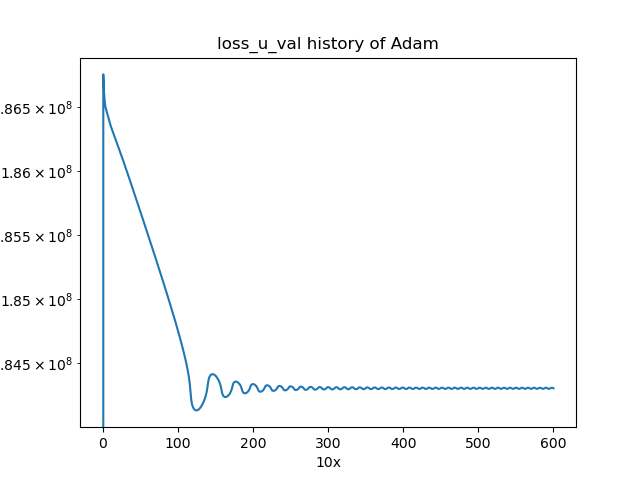 loss_u_val history of Adam
.865 × 10⁸
1.86 × 10⁸
.855 × 10⁸
1.85 × 10⁸
.845 × 10⁸
0 100 200 300 400 500 600
10x